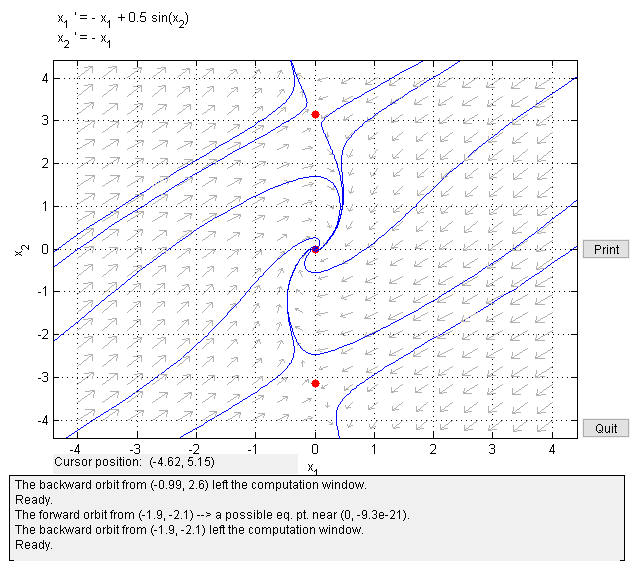 x1 ' = - x1 + 0.5 sin(x2)
x2 ' = - x1
4
3
2
1
0
-1
-2
-3
-4
x2
-4 -3 -2 -1 0 1 2 3 4
x1
Print
Quit
Cursor position: (-4.62, 5.15)
The backward orbit from (-0.99, 2.6) left the computation window.
Ready.
The forward orbit from (-1.9, -2.1) --> a possible eq. pt. near (0, -9.3e-21).
The backward orbit from (-1.9, -2.1) left the computation window.
Ready.